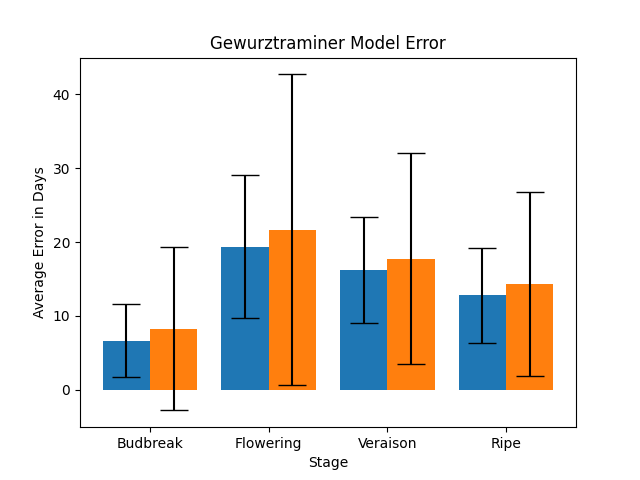 Gewurztraminer Model Error
Average Error in Days
40
30
20
10
0
Budbreak Flowering Veraison Ripe
Stage